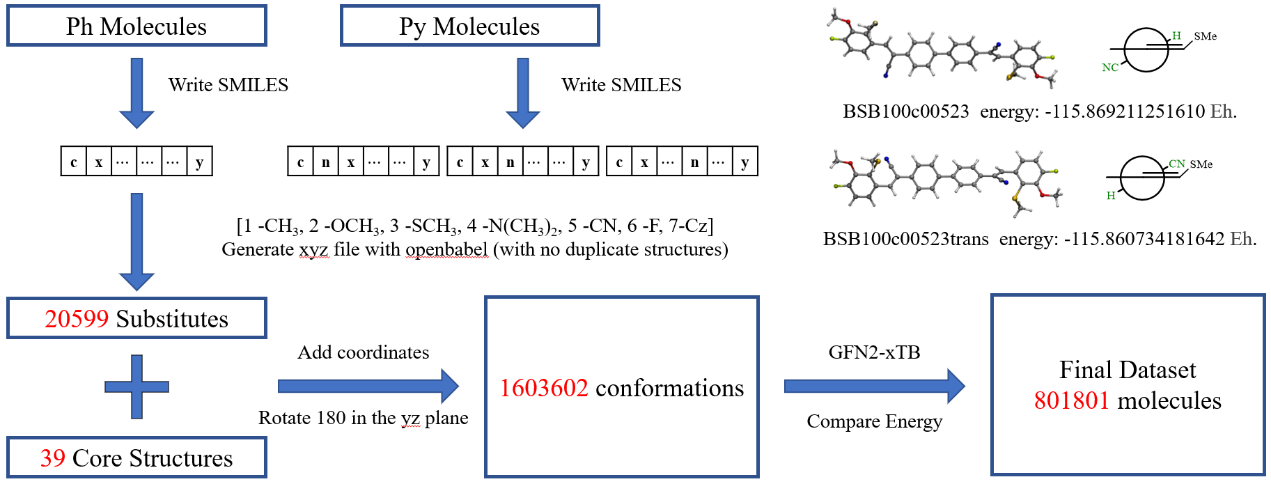 Ph Molecules
Py Molecules
Write SMILES
Write SMILES
c x ... ... ... y
c n x ... ... y
c x n ... ... y
c x ... n ... y
[1 -CH₃, 2 -OCH₃, 3 -SCH₃, 4 -N(CH₃)₂, 5 -CN, 6 -F, 7-Cz]
Generate xyz file with openbabel (with no duplicate structures)
H
SMe
NC
BSB100c00523 energy: -115.869211251610 Eh.
CN
SMe
H
BSB100c00523trans energy: -115.860734181642 Eh.
20599 Substitutes
39 Core Structures
Add coordinates
Rotate 180 in the yz plane
1603602 conformations
GFN2-xTB
Compare Energy
Final Dataset
801801 molecules